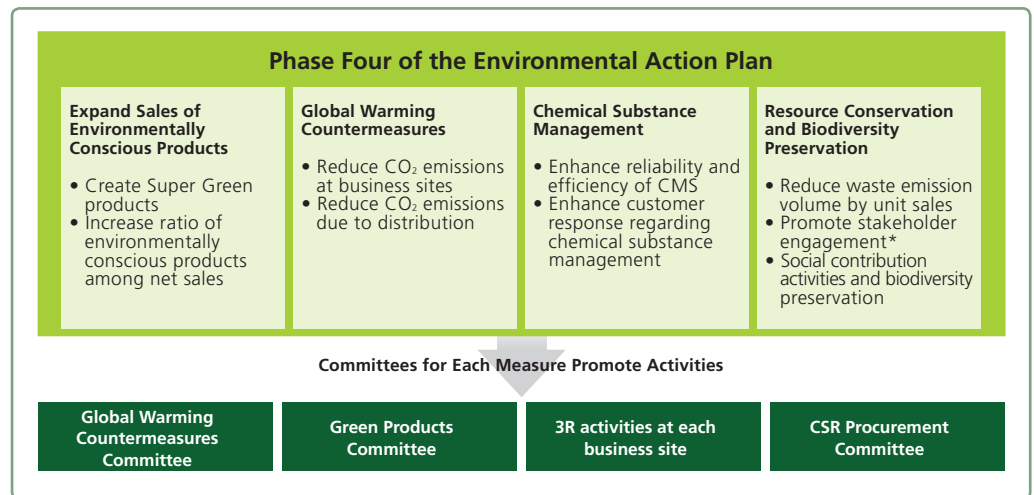 Phase Four of the Environmental Action Plan
Expand Sales of
Environmentally
Conscious Products
• Create Super Green
products
• Increase ratio of
environmentally
conscious products
among net sales
Global Warming
Countermeasures
• Reduce CO₂ emissions
at business sites
• Reduce CO₂ emissions
due to distribution
Chemical Substance
Management
• Enhance reliability and
efficiency of CMS
• Enhance customer
response regarding
chemical substance
management
Resource Conservation
and Biodiversity
Preservation
• Reduce waste emission
volume by unit sales
• Promote stakeholder
engagement*
• Social contribution
activities and biodiversity
preservation
Committees for Each Measure Promote Activities
Global Warming
Countermeasures
Committee
Green Products
Committee
3R activities at each
business site
CSR Procurement
Committee